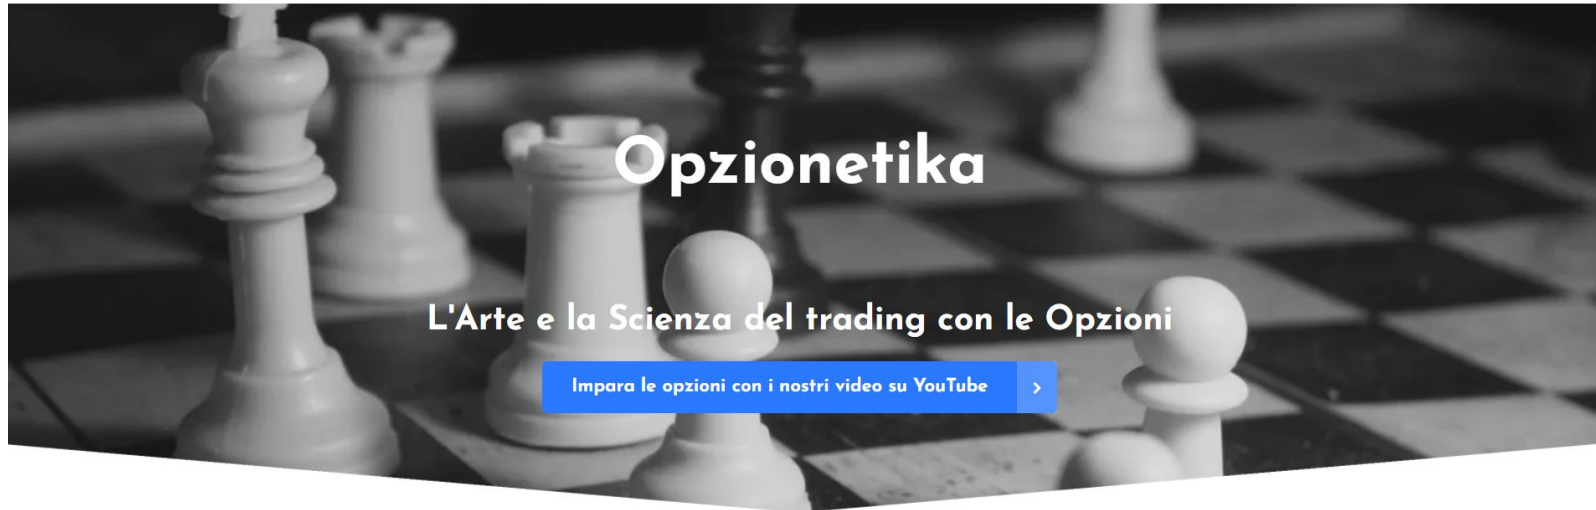 Opzionetika
L'Arte e la Scienza del trading con le Opzioni
Impara le opzioni con i nostri video su YouTube